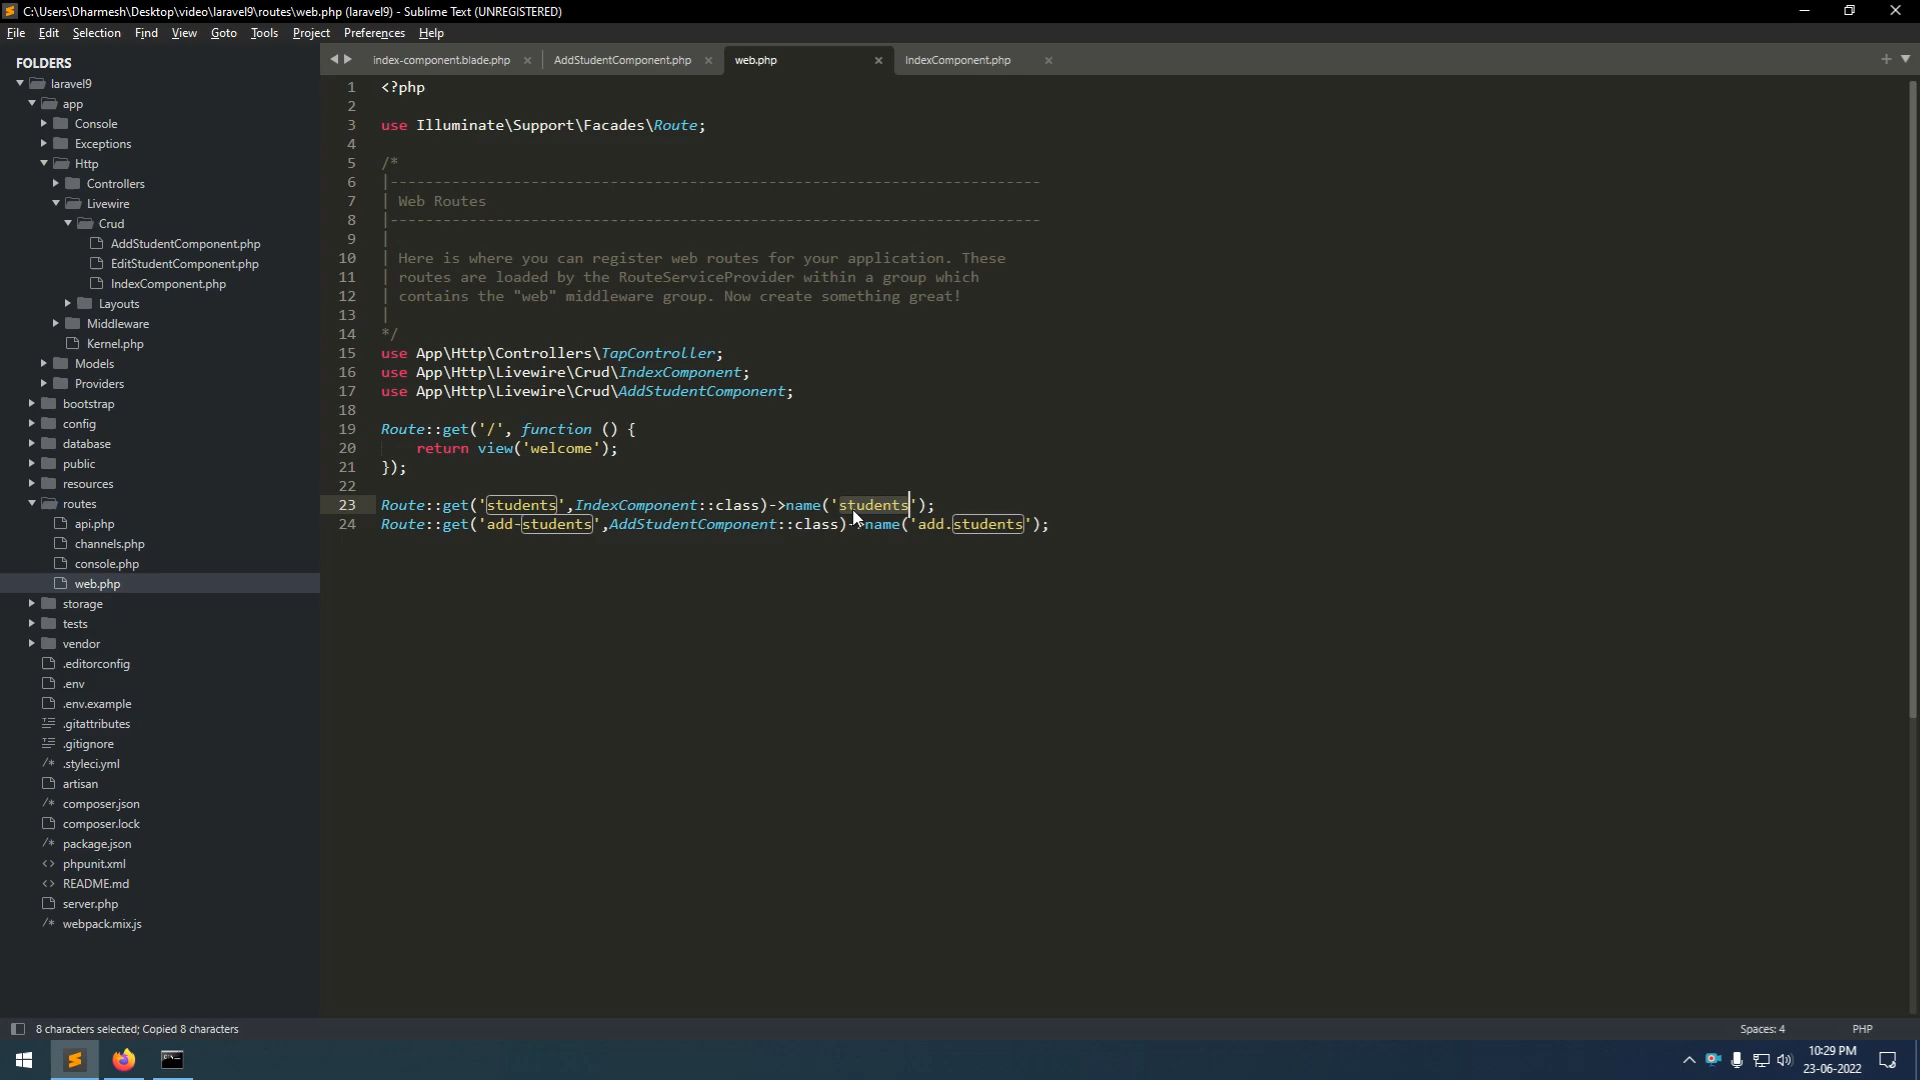 C:\Users\Dharmesh\Desktop\video\laravel9\routes\web.php (laravel9) - Sublime Text (UNREGISTERED)
File Edit Selection Find View Goto Tools Project Preferences Help
FOLDERS
laravel9
app
Console
Exceptions
Http
Controllers
Livewire
Crud
AddStudentComponent.php
EditStudentComponent.php
IndexComponent.php
Layouts
Middleware
Kernel.php
Models
Providers
bootstrap
config
database
public
resources
routes
api.php
channels.php
console.php
web.php
storage
tests
vendor
.editorconfig
.env
.env.example
.gitattributes
.gitignore
/* .styleci.yml
artisan
/* composer.json
composer.lock
/* package.json
<> phpunit.xml
<> README.md
server.php
/* webpack.mix.js
index-component.blade.php × AddStudentComponent.php × web.php × IndexComponent.php ×
1 <?php
2
3 use Illuminate\Support\Facades\Route;
4
5 /*
6 |--------------------------------------------------------------------------
7 | Web Routes
8 |--------------------------------------------------------------------------
9 |
10 | Here is where you can register web routes for your application. These
11 | routes are loaded by the RouteServiceProvider within a group which
12 | contains the "web" middleware group. Now create something great!
13 |
14 */
15 use App\Http\Controllers\TapController;
16 use App\Http\Livewire\Crud\IndexComponent;
17 use App\Http\Livewire\Crud\AddStudentComponent;
18
19 Route::get('/', function () {
20 return view('welcome');
21 });
22
23 Route::get('students',IndexComponent::class)->name('students');
24 Route::get('add-students',AddStudentComponent::class)->name('add.students');
8 characters selected; Copied 8 characters
Spaces: 4 PHP
10:29 PM
23-06-2022